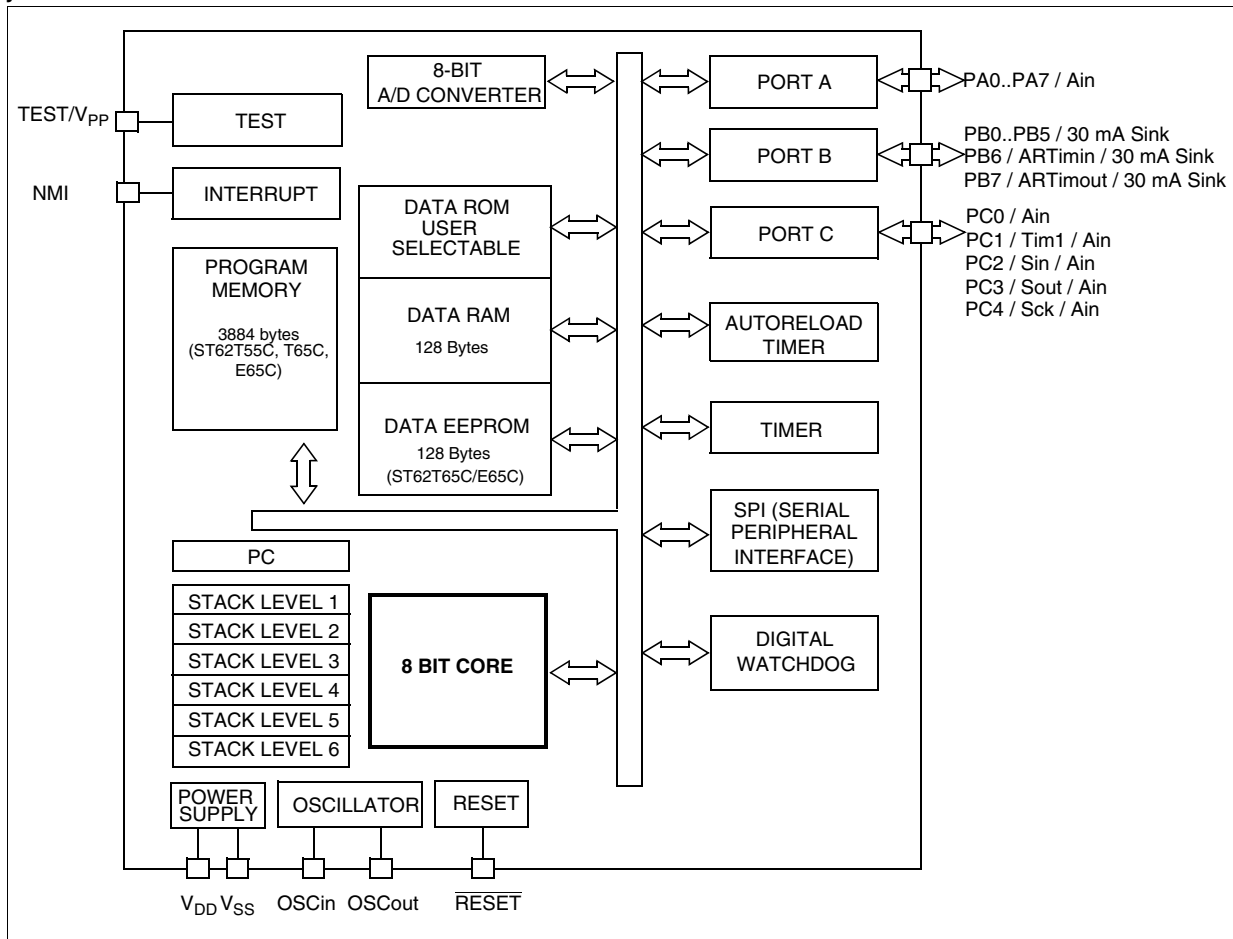 8-BIT
A/D CONVERTER
PORT A
PA0..PA7 / Ain
TEST/VPP
TEST
PORT B
PB0..PB5 / 30 mA Sink
PB6 / ARTimin / 30 mA Sink
PB7 / ARTimout / 30 mA Sink
NMI
INTERRUPT
DATA ROM
USER
SELECTABLE
PORT C
PC0 / Ain
PC1 / Tim1 / Ain
PC2 / Sin / Ain
PC3 / Sout / Ain
PC4 / Sck / Ain
PROGRAM
MEMORY
3884 bytes
(ST62T55C, T65C,
E65C)
DATA RAM
128 Bytes
AUTORELOAD
TIMER
DATA EEPROM
128 Bytes
(ST62T65C/E65C)
TIMER
SPI (SERIAL
PERIPHERAL
INTERFACE)
PC
STACK LEVEL 1
STACK LEVEL 2
STACK LEVEL 3
STACK LEVEL 4
STACK LEVEL 5
STACK LEVEL 6
8 BIT CORE
DIGITAL
WATCHDOG
POWER
SUPPLY
OSCILLATOR
RESET
VDD VSS
OSCin OSCout
RESET